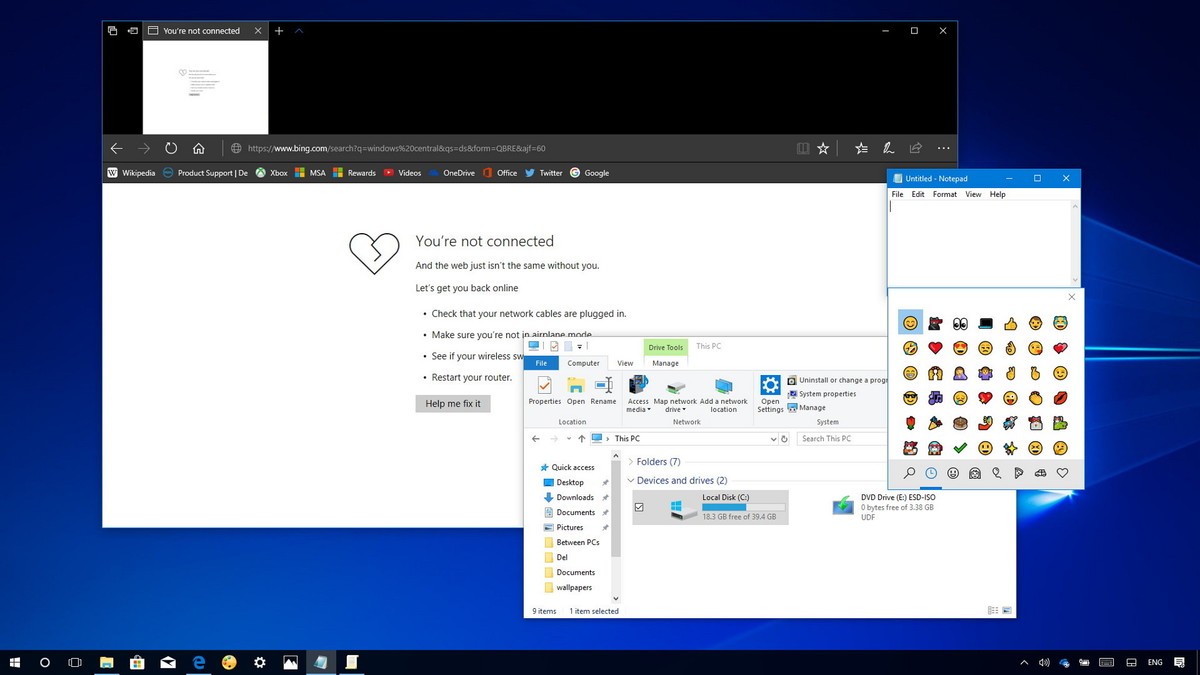 You're not connected
https://www.bing.com/search?q=windows%20central&qs=ds&form=QBRE&ajf=60
Wikipedia
Product Support | De
Xbox
MSA
Rewards
Videos
OneDrive
Office
Twitter
Google
You're not connected
And the web just isn't the same without you.
Let's get you back online
• Check that your network cables are plugged in.
• Make sure you're not in airplane mode
• See if your wireless sw
• Restart your router.
Help me fix it
Untitled - Notepad
File Edit Format View Help
Drive Tools
This PC
File
Computer
View
Manage
Properties
Open
Rename
Location
Access
media
Map network
drive
Add a network
location
Network
Open
Settings
Uninstall or change a prog
System properties
Manage
System
This PC
Search This PC
Quick access
Desktop
Downloads
Documents
Pictures
Between PCs
Del
Documents
wallpapers
Folders (7)
Devices and drives (2)
Local Disk (C:)
18.3 GB free of 39.4 GB
DVD Drive (E:) ESD-ISO
0 bytes free of 3.38 GB
UDF
9 items
1 item selected
ENG